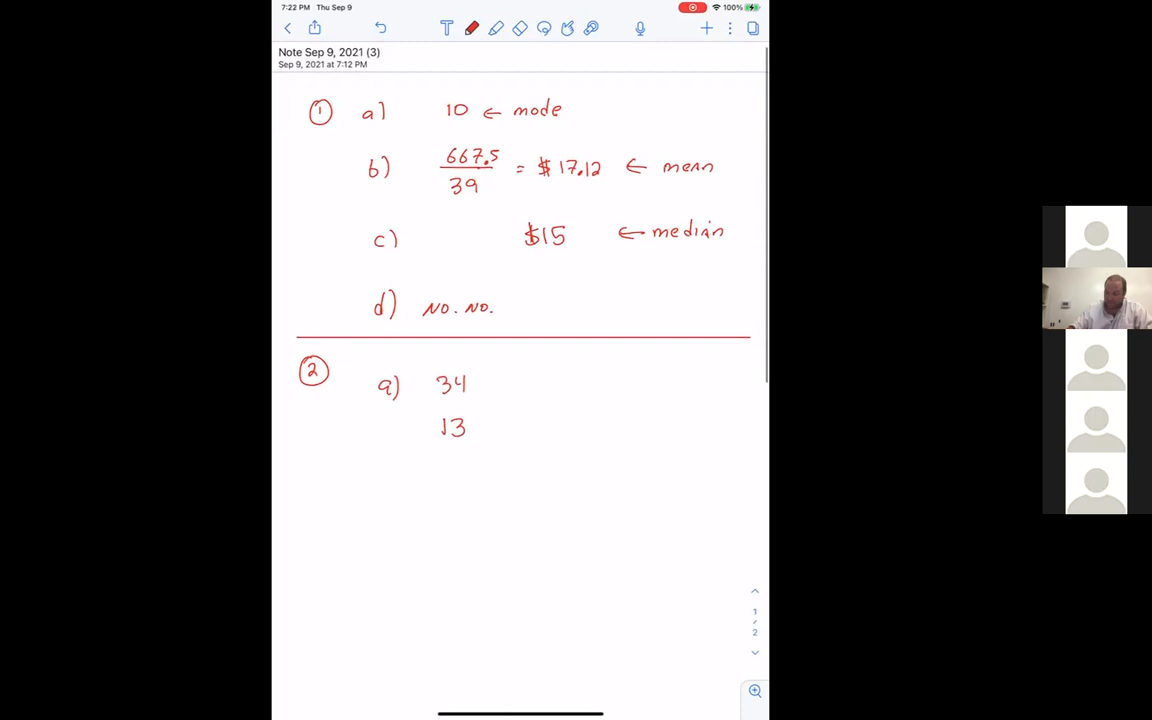 7:22 PM Thu Sep 9
100%
Note Sep 9, 2021 (3)
Sep 9, 2021 at 7:12 PM
① a) 10 ← mode
b) 667.5 / 39 = $17.12 ← mean
c) $15 ← median
d) NO. NO.
② a) 34
13
1 / 2